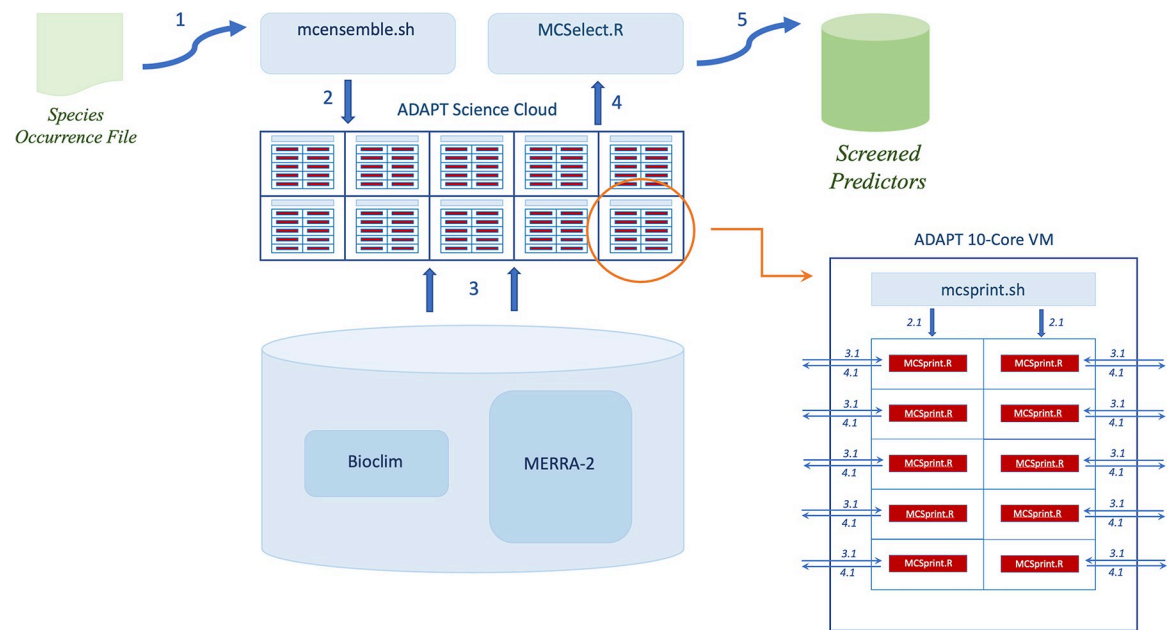 1
mcensemble.sh
MCSelect.R
5
Species
Occurrence File
2
ADAPT Science Cloud
4
Screened
Predictors
3
ADAPT 10-Core VM
mcsprint.sh
2.1
2.1
3.1
MCSprint.R
MCSprint.R
3.1
4.1
4.1
3.1
MCSprint.R
MCSprint.R
3.1
4.1
4.1
Bioclim
MERRA-2
3.1
MCSprint.R
MCSprint.R
3.1
4.1
4.1
3.1
MCSprint.R
MCSprint.R
3.1
4.1
4.1
3.1
MCSprint.R
MCSprint.R
3.1
4.1
4.1